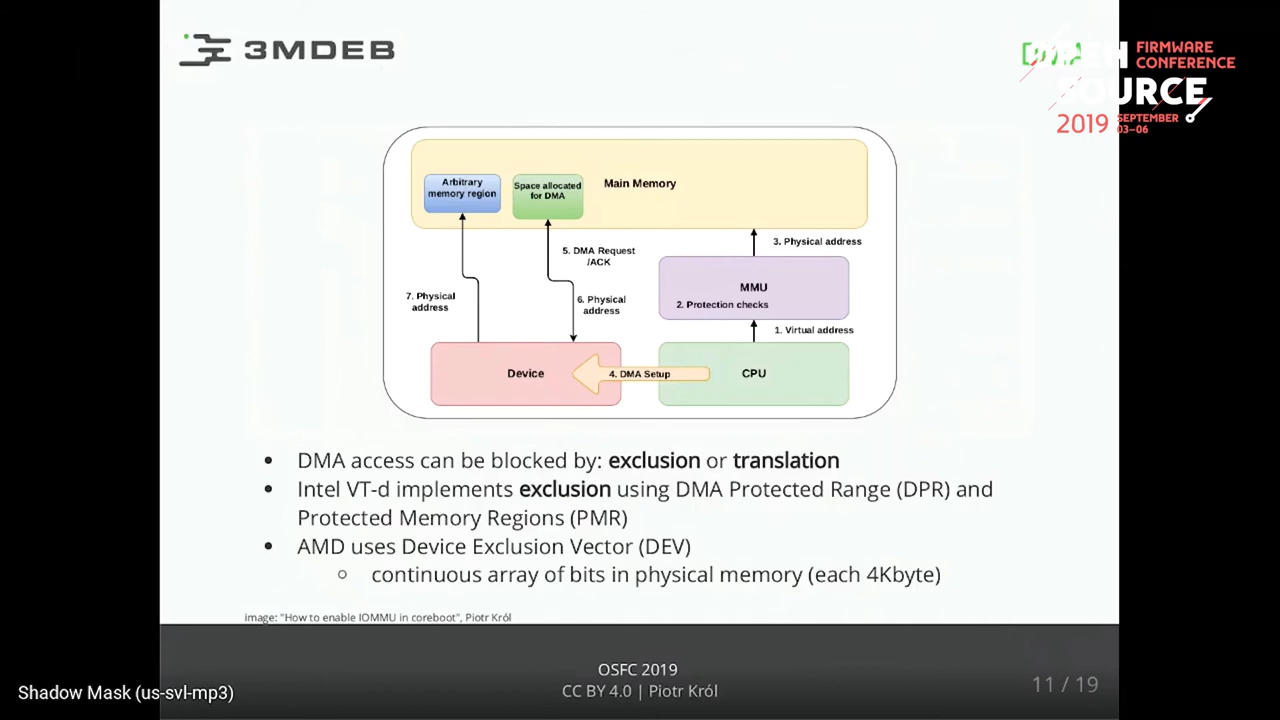 3MDEB
DMA
OPEN
SOURCE
FIRMWARE
CONFERENCE
2019
SEPTEMBER
03–06
Arbitrary
memory region
Space allocated
for DMA
Main Memory
5. DMA Request
/ACK
3. Physical address
7. Physical
address
6. Physical
address
MMU
2. Protection checks
1. Virtual address
Device
4. DMA Setup
CPU
• DMA access can be blocked by: exclusion or translation
• Intel VT-d implements exclusion using DMA Protected Range (DPR) and
Protected Memory Regions (PMR)
• AMD uses Device Exclusion Vector (DEV)
○ continuous array of bits in physical memory (each 4Kbyte)
image: "How to enable IOMMU in coreboot", Piotr Król
OSFC 2019
CC BY 4.0 | Piotr Król
11 / 19
Shadow Mask (us-svl-mp3)